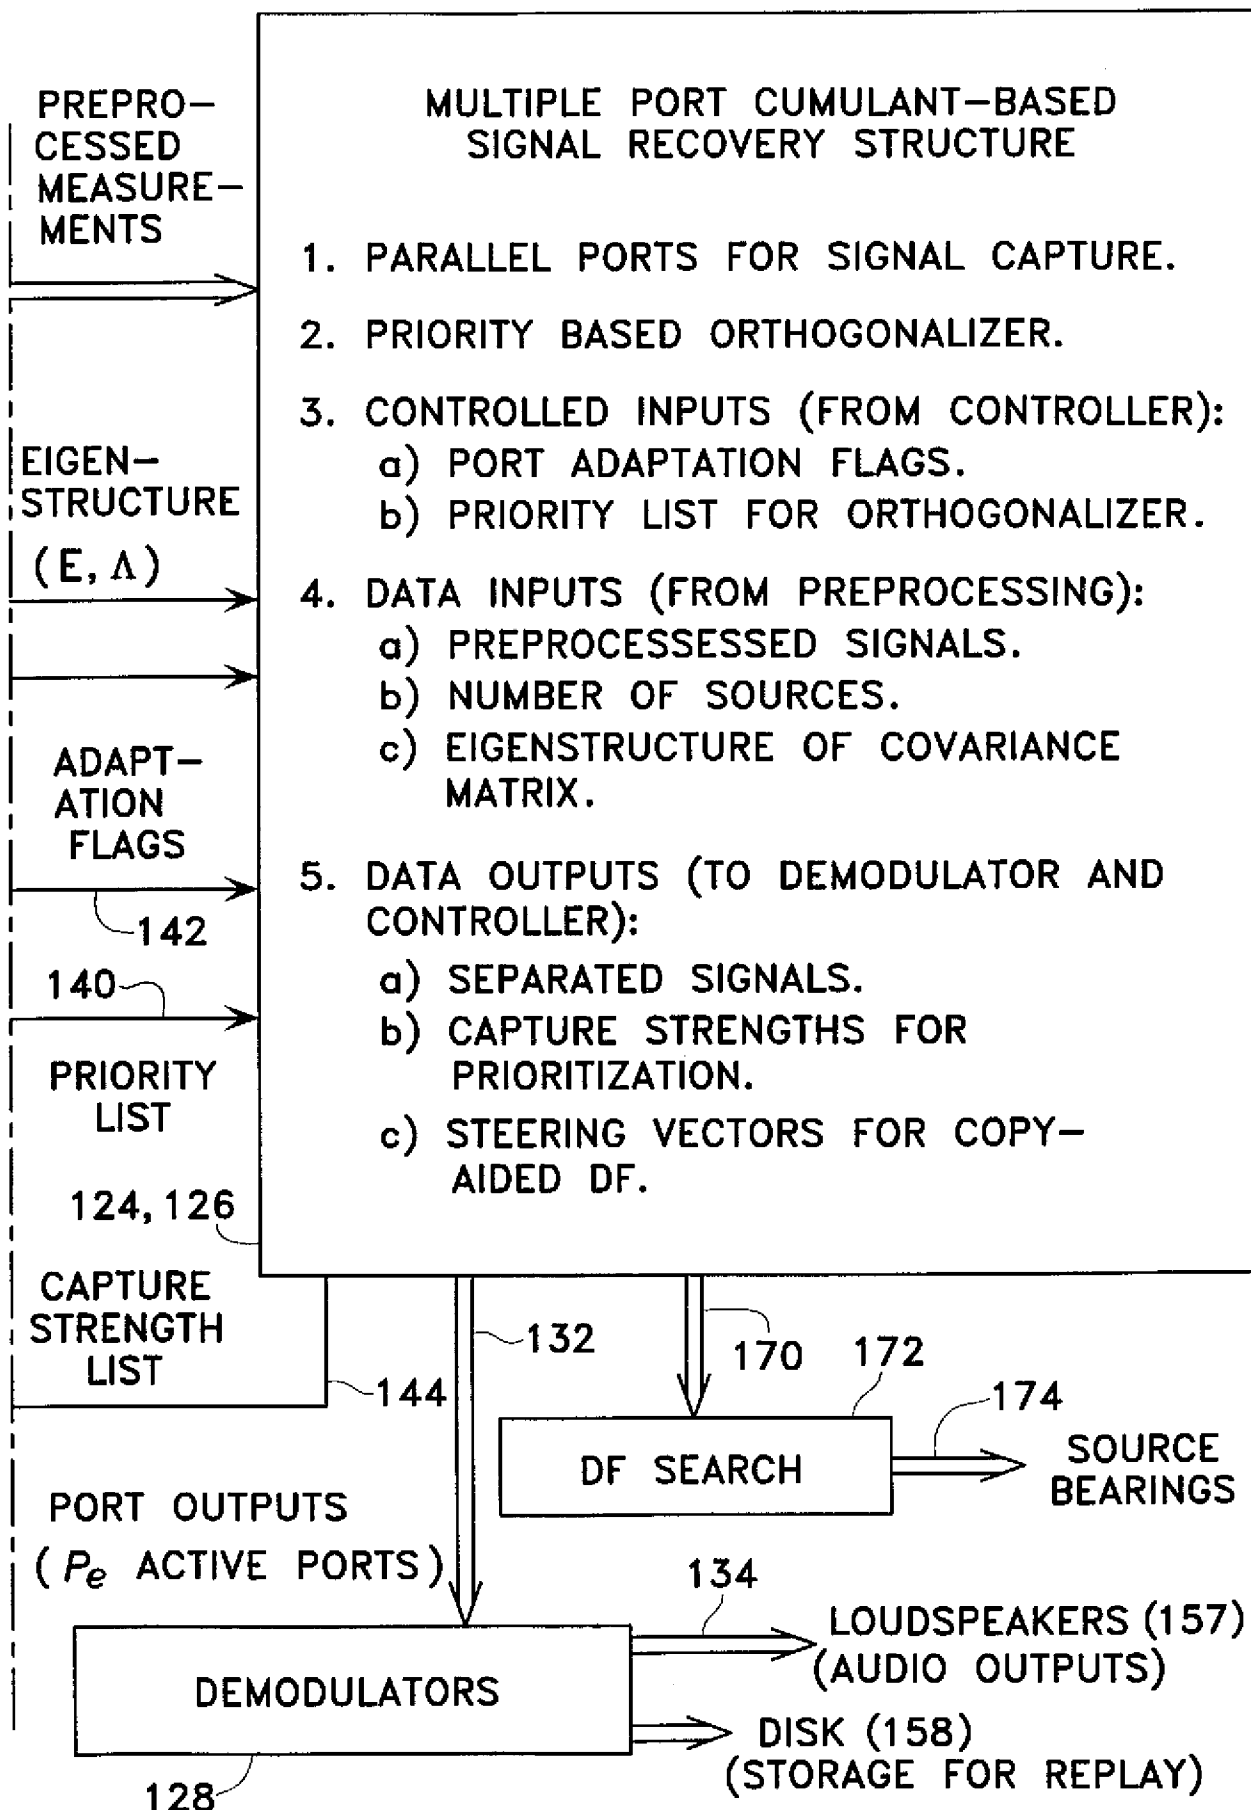 PREPRO–
CESSED
MEASURE–
MENTS
EIGEN–
STRUCTURE
(E, Λ)
ADAPT–
ATION
FLAGS
142
140
PRIORITY
LIST
124, 126
CAPTURE
STRENGTH
LIST
144
MULTIPLE PORT CUMULANT–BASED
SIGNAL RECOVERY STRUCTURE
1. PARALLEL PORTS FOR SIGNAL CAPTURE.
2. PRIORITY BASED ORTHOGONALIZER.
3. CONTROLLED INPUTS (FROM CONTROLLER):
a) PORT ADAPTATION FLAGS.
b) PRIORITY LIST FOR ORTHOGONALIZER.
4. DATA INPUTS (FROM PREPROCESSING):
a) PREPROCESSESSED SIGNALS.
b) NUMBER OF SOURCES.
c) EIGENSTRUCTURE OF COVARIANCE
MATRIX.
5. DATA OUTPUTS (TO DEMODULATOR AND
CONTROLLER):
a) SEPARATED SIGNALS.
b) CAPTURE STRENGTHS FOR
PRIORITIZATION.
c) STEERING VECTORS FOR COPY–
AIDED DF.
132
170
172
174
DF SEARCH
SOURCE
BEARINGS
PORT OUTPUTS
(Pe ACTIVE PORTS)
134
DEMODULATORS
128
LOUDSPEAKERS (157)
(AUDIO OUTPUTS)
DISK (158)
(STORAGE FOR REPLAY)